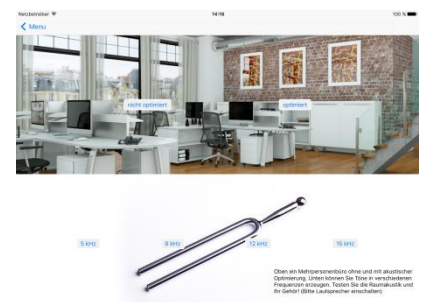 Netzbetreiber 14:16 100 %
Menu
nicht optimiert optimiert
5 kHz 8 kHz 12 kHz 15 kHz
Oben ein Mehrpersonenbüro ohne und mit akustischer
Optimierung. Unten können Sie Töne in verschiedenen
Frequenzen erzeugen. Testen Sie die Raumakustik und
Ihr Gehör! (Bitte Lautsprecher einschalten)